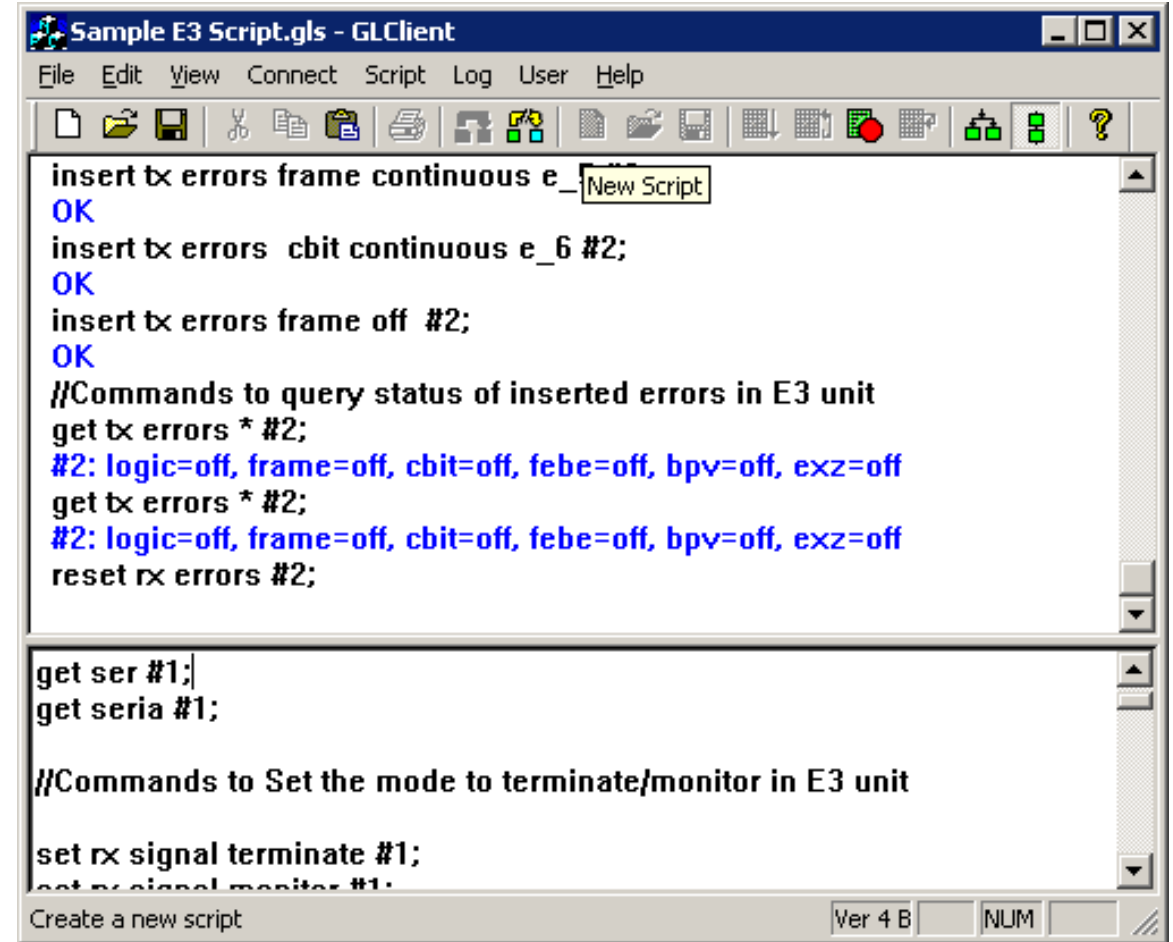 Sample E3 Script.gls - GLClient
File Edit View Connect Script Log User Help
insert tx errors frame continuous e_
New Script
OK
insert tx errors  cbit continuous e_6 #2;
OK
insert tx errors frame off  #2;
OK
//Commands to query status of inserted errors in E3 unit
get tx errors * #2;
#2: logic=off, frame=off, cbit=off, febe=off, bpv=off, exz=off
get tx errors * #2;
#2: logic=off, frame=off, cbit=off, febe=off, bpv=off, exz=off
reset rx errors #2;
get ser #1;
get seria #1;
//Commands to Set the mode to terminate/monitor in E3 unit
set rx signal terminate #1;
set rx signal monitor #1;
Create a new script
Ver 4 B
NUM